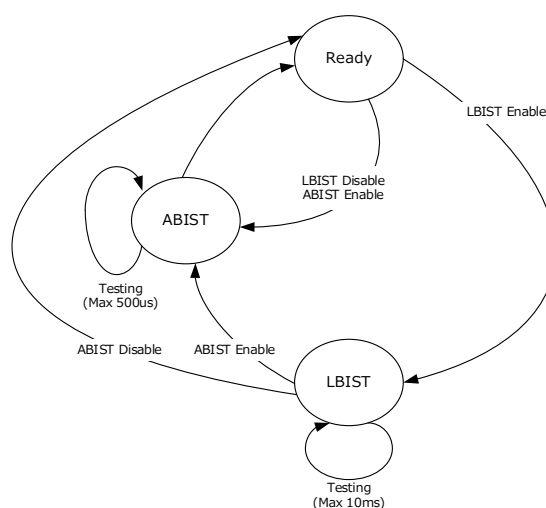 Ready
LBIST Enable
LBIST Disable
ABIST Enable
ABIST
Testing
(Max 500us)
ABIST Disable
ABIST Enable
LBIST
Testing
(Max 10ms)